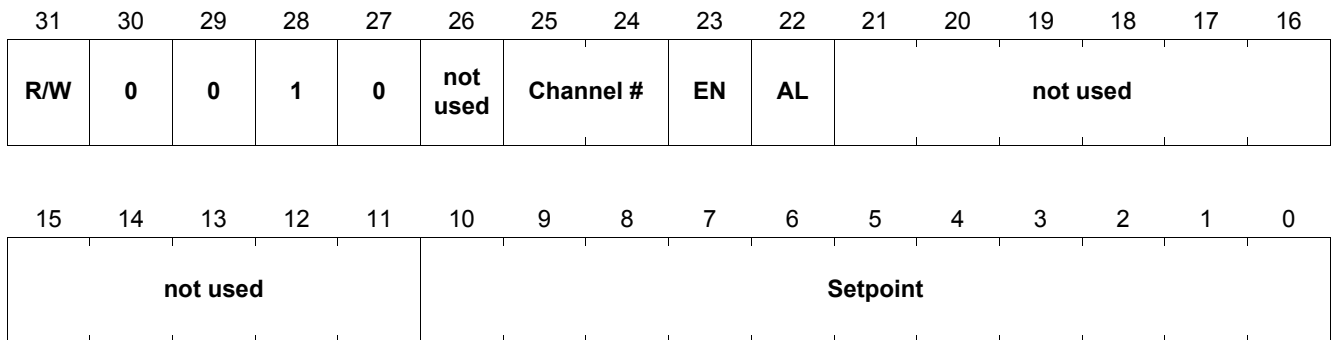 31 30 29 28 27 26 25 24 23 22 21 20 19 18 17 16
R/W 0 0 1 0 not used Channel # EN AL not used
15 14 13 12 11 10 9 8 7 6 5 4 3 2 1 0
not used Setpoint